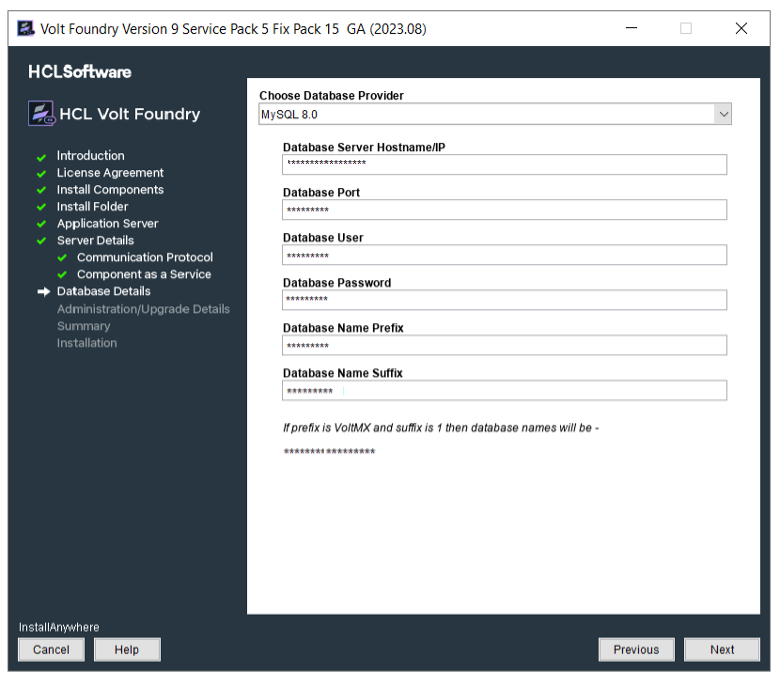 Volt Foundry Version 9 Service Pack 5 Fix Pack 15 GA (2023.08)
HCLSoftware
HCL Volt Foundry
Introduction
License Agreement
Install Components
Install Folder
Application Server
Server Details
Communication Protocol
Component as a Service
Database Details
Administration/Upgrade Details
Summary
Installation
Choose Database Provider
MySQL 8.0
Database Server Hostname/IP
*****************
Database Port
*********
Database User
*********
Database Password
*********
Database Name Prefix
*********
Database Name Suffix
**********
If prefix is VoltMX and suffix is 1 then database names will be -
******************
InstallAnywhere
Cancel
Help
Previous
Next